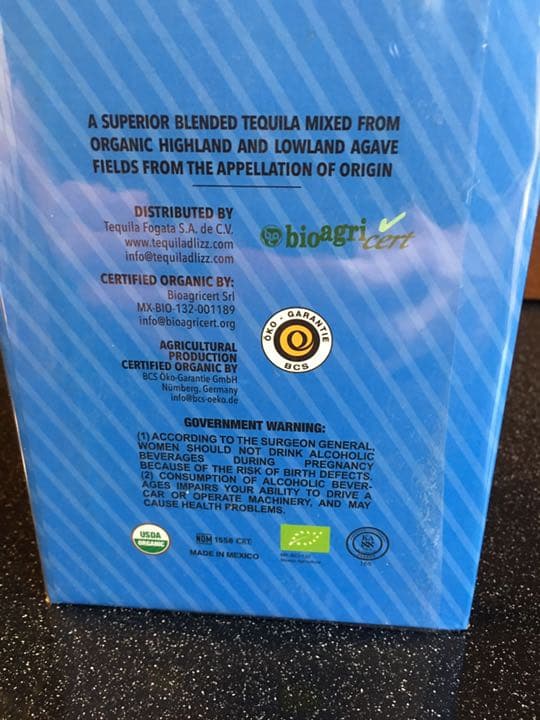 A SUPERIOR BLENDED TEQUILA MIXED FROM
ORGANIC HIGHLAND AND LOWLAND AGAVE
FIELDS FROM THE APPELLATION OF ORIGIN
DISTRIBUTED BY
Tequila Fogata S.A. de C.V.
www.tequiladlizz.com
info@tequiladlizz.com
bioagricert
CERTIFIED ORGANIC BY:
Bioagricert Srl
MX-BIO-132-001189
info@bioagricert.org
ÖKO - GARANTIE
BCS
AGRICULTURAL
PRODUCTION
CERTIFIED ORGANIC BY
BCS Öko-Garantie GmbH
Nürnberg. Germany
info@bcs-oeko.de
GOVERNMENT WARNING:
(1) ACCORDING TO THE SURGEON GENERAL,
WOMEN SHOULD NOT DRINK ALCOHOLIC
BEVERAGES DURING PREGNANCY
BECAUSE OF THE RISK OF BIRTH DEFECTS.
(2) CONSUMPTION OF ALCOHOLIC BEVER-
AGES IMPAIRS YOUR ABILITY TO DRIVE A
CAR OR OPERATE MACHINERY, AND MAY
CAUSE HEALTH PROBLEMS.
USDA
ORGANIC
NOM 1558 CRT
MADE IN MEXICO